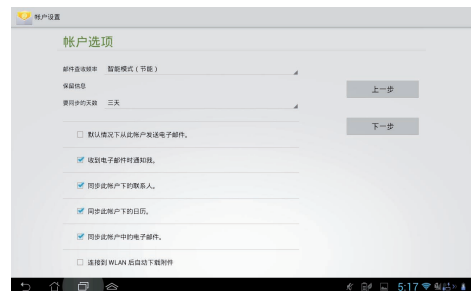 帐户设置
帐户选项
邮件查收频率 智能模式（节能）
保留信息
要同步的天数 三天
上一步
下一步
默认情况下从此帐户发送电子邮件。
收到电子邮件时通知我。
同步此帐户下的联系人。
同步此帐户下的日历。
同步此帐户中的电子邮件。
连接到 WLAN 后自动下载附件
5:17